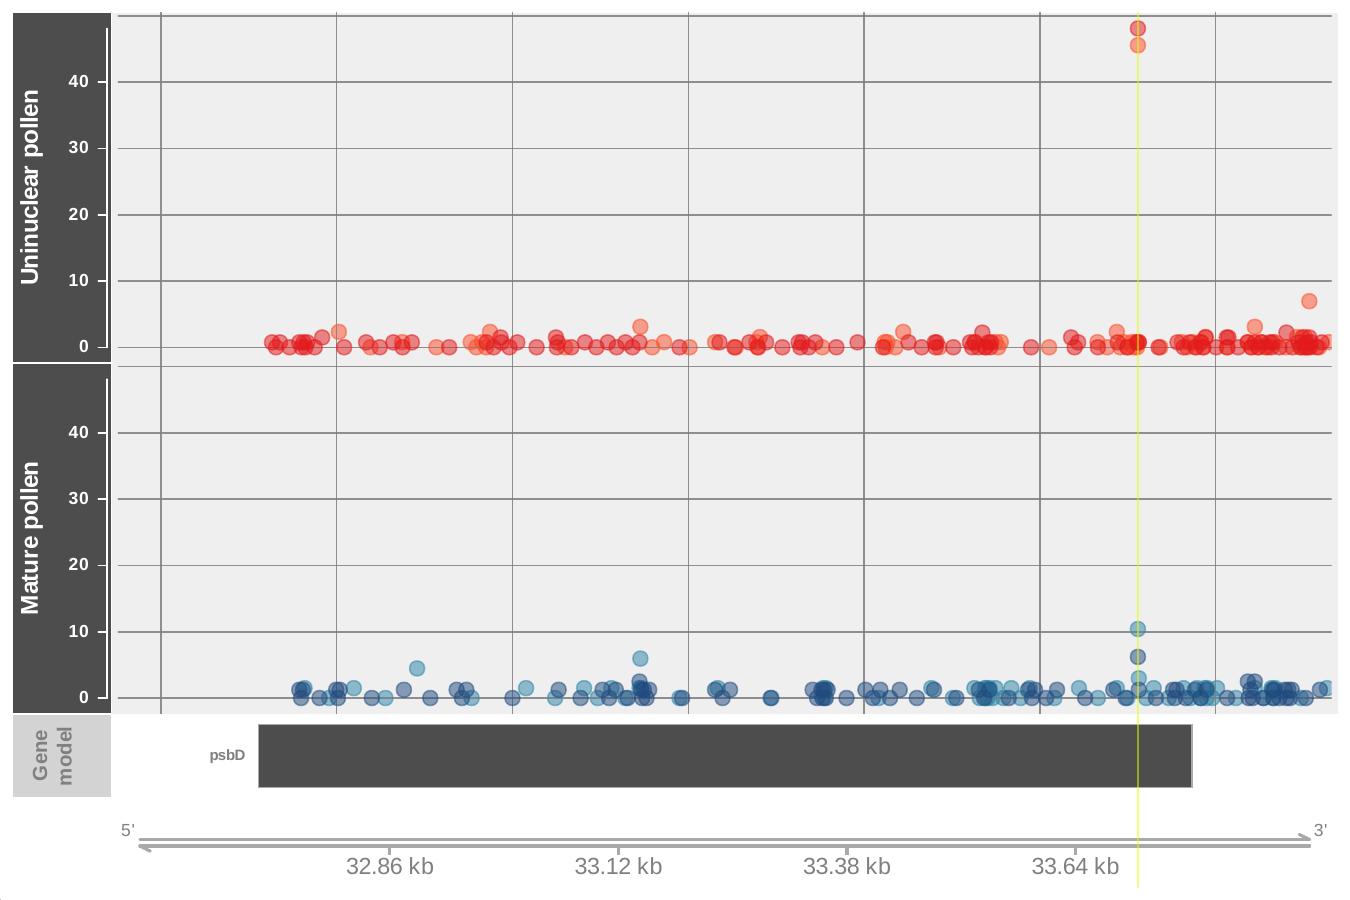 Uninuclear pollen
40
30
20
10
0
Mature pollen
40
30
20
10
0
Gene
model
psbD
5'
3'
32.86 kb
33.12 kb
33.38 kb
33.64 kb